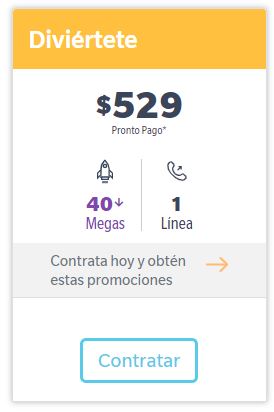 Diviértete
$529
Pronto Pago*
40↓
Megas
1
Línea
Contrata hoy y obtén
estas promociones →
Contratar